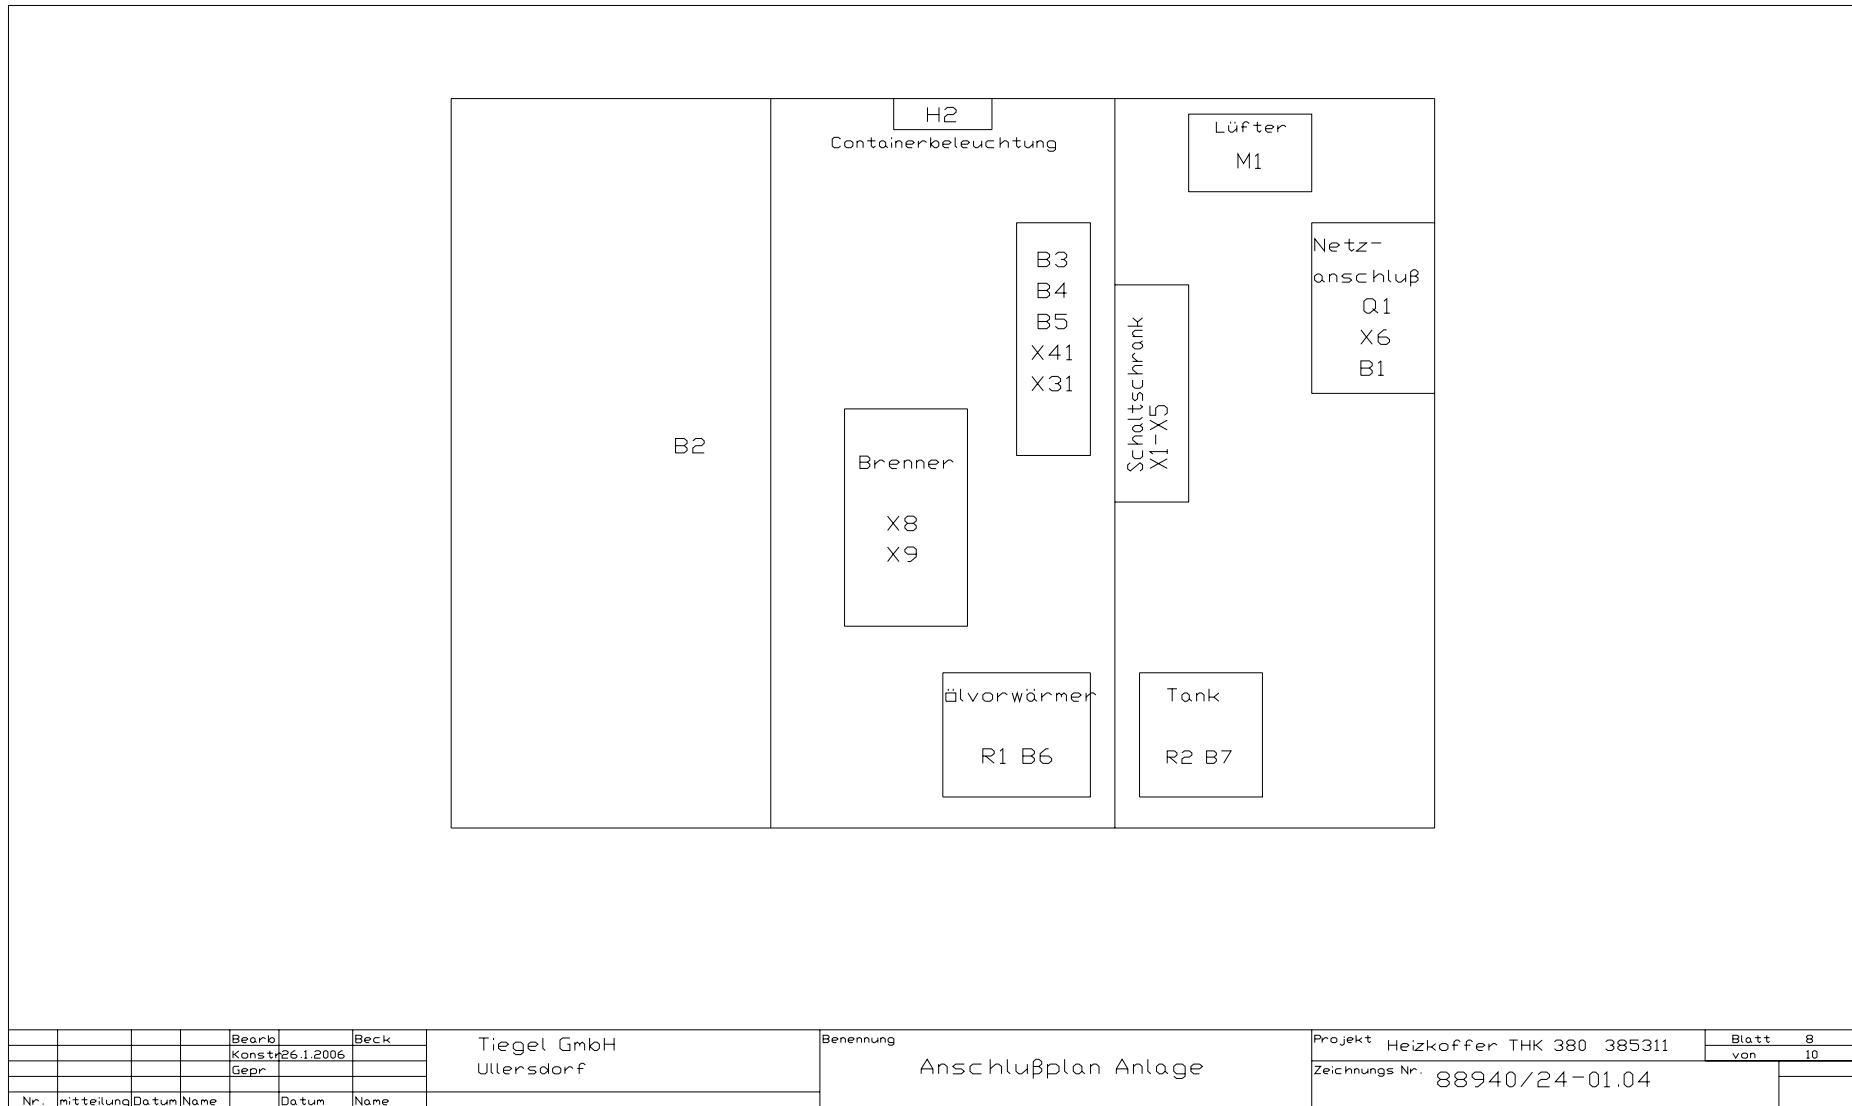 H2
Containerbeleuchtung
Lüfter
M1
Netz-
anschluß
Q1
X6
B1
B3
B4
B5
X41
X31
Schaltschrank
X1-X5
B2
Brenner
X8
X9
Ölvorwärmer
R1 B6
Tank
R2 B7
Bearb Beck
Konstr 26.1.2006
Gepr
Nr. mitteilung Datum Name Datum Name
Tiegel GmbH
Ullersdorf
Benennung
Anschlußplan Anlage
Projekt Heizkoffer THK 380 385311
Zeichnungs Nr. 88940/24-01.04
Blatt 8
von 10